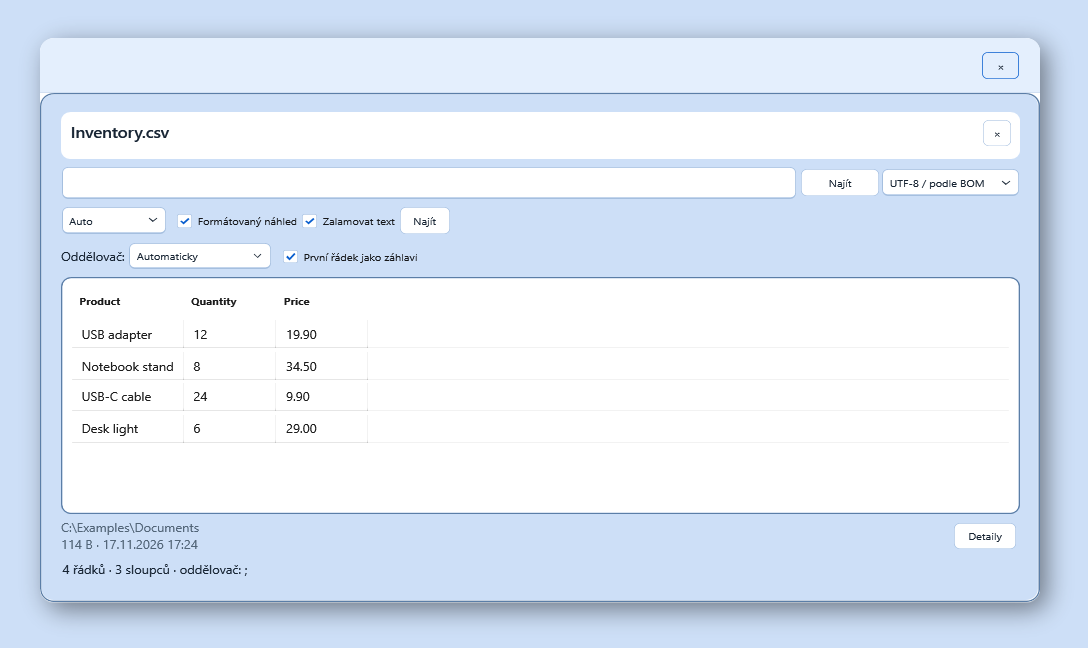 ×
Inventory.csv
×
Najít
UTF-8 / podle BOM
Auto
Formátovaný náhled
Zalamovat text
Najít
Oddělovač:
Automaticky
První řádek jako záhlaví
Product Quantity Price
USB adapter 12 19.90
Notebook stand 8 34.50
USB-C cable 24 9.90
Desk light 6 29.00
C:\Examples\Documents
114 B · 17.11.2026 17:24
Detaily
4 řádků · 3 sloupců · oddělovač: ;